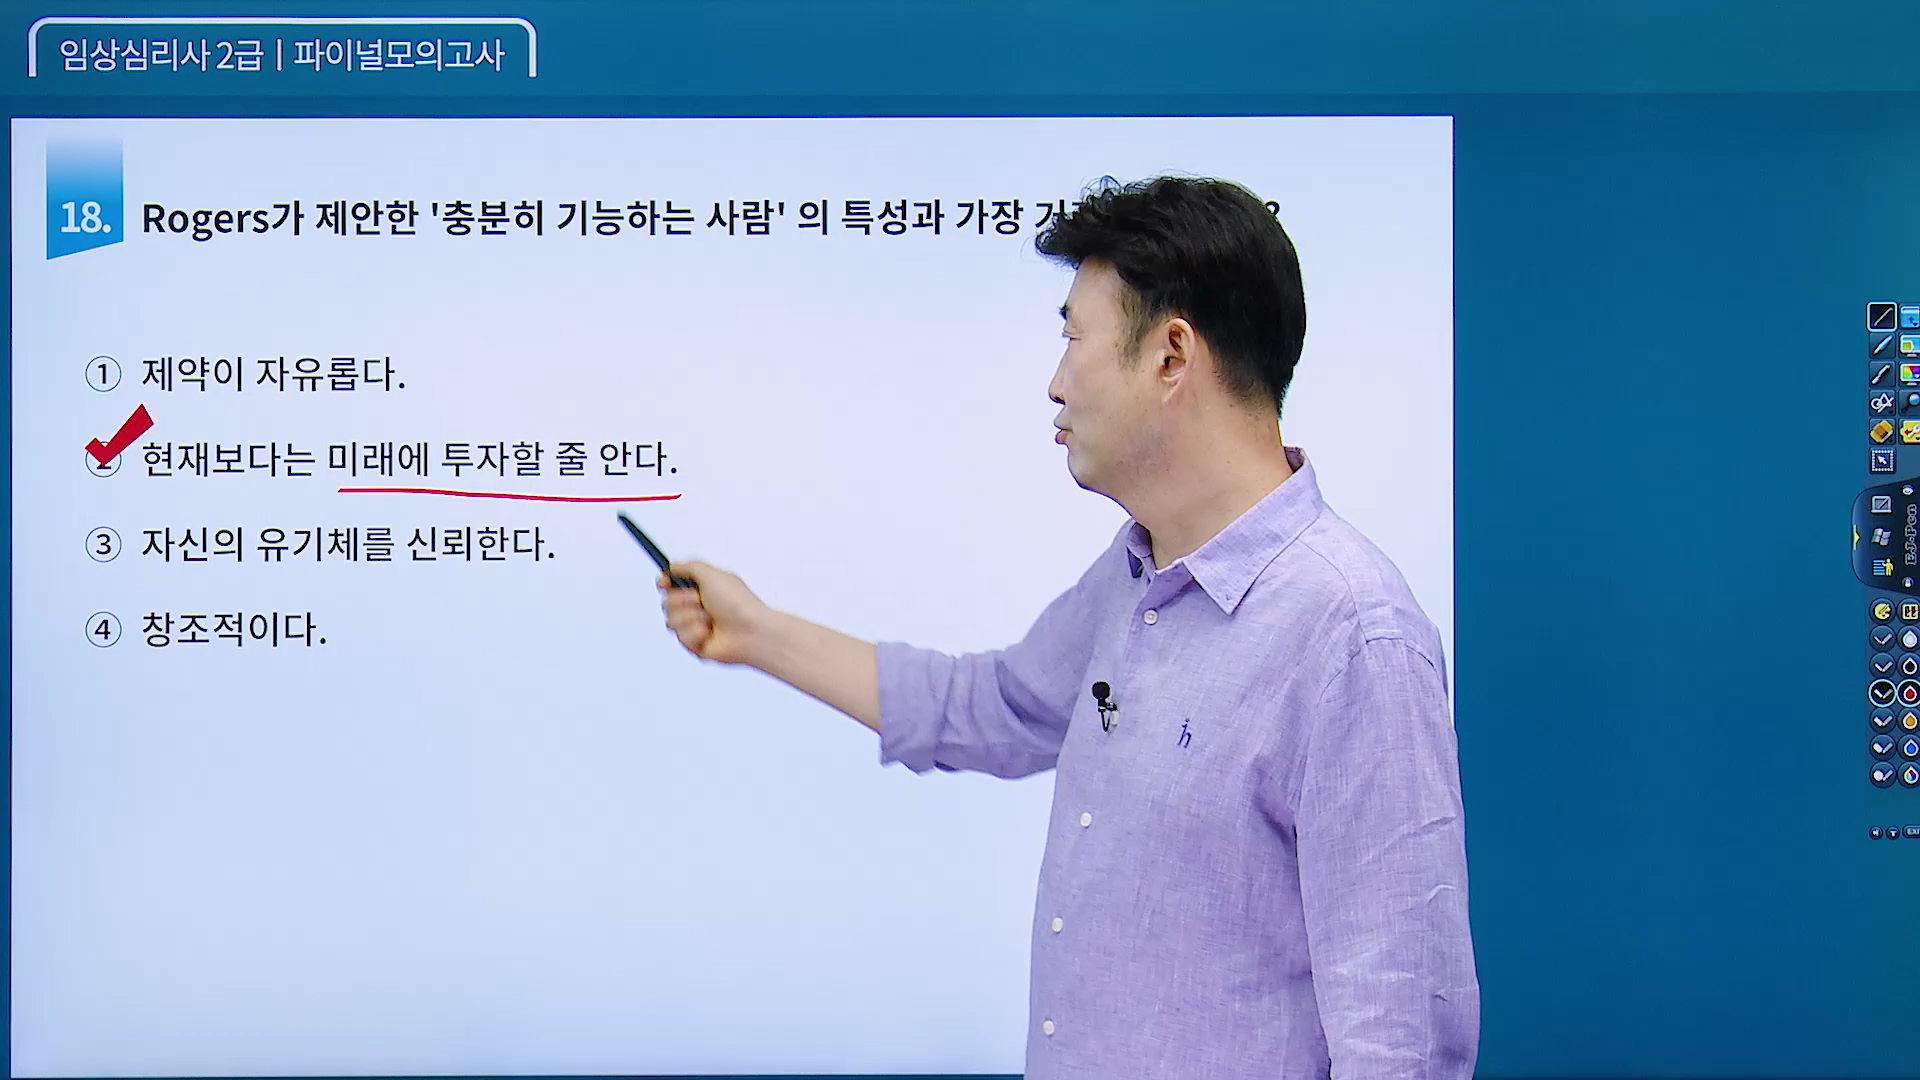 임상심리사 2급 | 파이널모의고사
18. Rogers가 제안한 '충분히 기능하는 사람' 의 특성과 가장
① 제약이 자유롭다.
② 현재보다는 미래에 투자할 줄 안다.
③ 자신의 유기체를 신뢰한다.
④ 창조적이다.
h
E.J-Pen